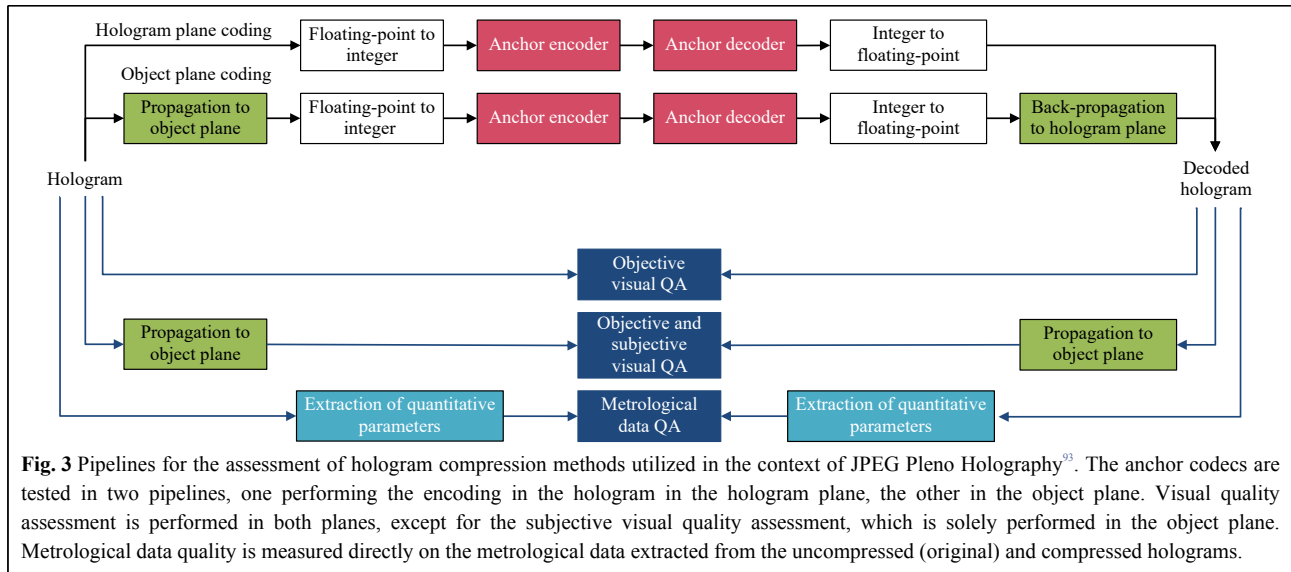 Hologram plane coding
Floating-point to
integer
Anchor encoder
Anchor decoder
Integer to
floating-point
Object plane coding
Propagation to
object plane
Floating-point to
integer
Anchor encoder
Anchor decoder
Integer to
floating-point
Back-propagation
to hologram plane
Hologram
Decoded
hologram
Objective
visual QA
Propagation to
object plane
Objective and
subjective
visual QA
Propagation to
object plane
Extraction of quantitative
parameters
Metrological
data QA
Extraction of quantitative
parameters
Fig. 3 Pipelines for the assessment of hologram compression methods utilized in the context of JPEG Pleno Holography93. The anchor codecs are
tested in two pipelines, one performing the encoding in the hologram in the hologram plane, the other in the object plane. Visual quality
assessment is performed in both planes, except for the subjective visual quality assessment, which is solely performed in the object plane.
Metrological data quality is measured directly on the metrological data extracted from the uncompressed (original) and compressed holograms.